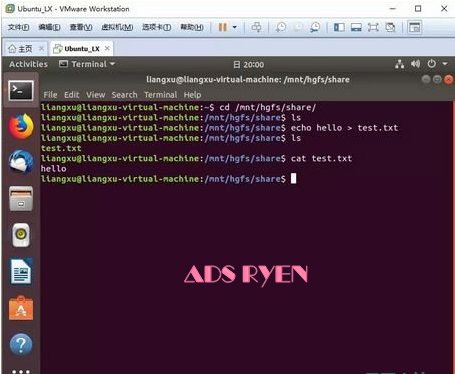 Ubuntu_LX - VMware Workstation
文件(F) 编辑(E) 查看(V) 虚拟机(M) 选项卡(T) 帮助(H)
主页 Ubuntu_LX
Activities Terminal 日 20:00
liangxu@liangxu-virtual-machine: /mnt/hgfs/share
File Edit View Search Terminal Help
liangxu@liangxu-virtual-machine:~$ cd /mnt/hgfs/share/
liangxu@liangxu-virtual-machine:/mnt/hgfs/share$ ls
liangxu@liangxu-virtual-machine:/mnt/hgfs/share$ echo hello > test.txt
liangxu@liangxu-virtual-machine:/mnt/hgfs/share$ ls
test.txt
liangxu@liangxu-virtual-machine:/mnt/hgfs/share$ cat test.txt
hello
liangxu@liangxu-virtual-machine:/mnt/hgfs/share$
ADS RYEN